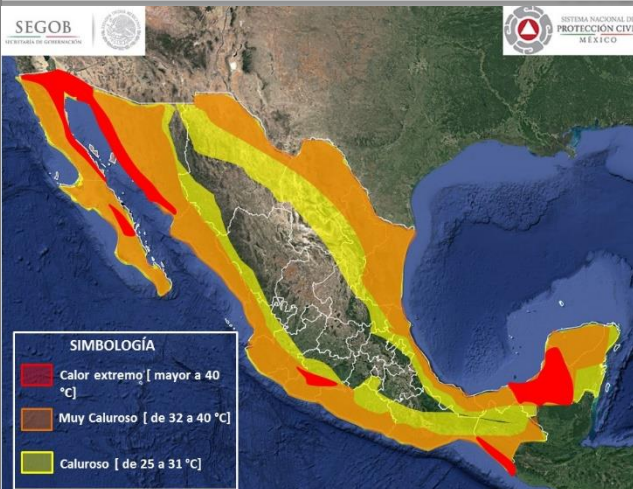 SEGOB
SECRETARÍA DE GOBERNACIÓN
SISTEMA NACIONAL DE
PROTECCIÓN CIVI
MÉXICO
SIMBOLOGÍA
Calor extremo [ mayor a 40
°C]
Muy Caluroso [ de 32 a 40 °C]
Caluroso [ de 25 a 31 °C]